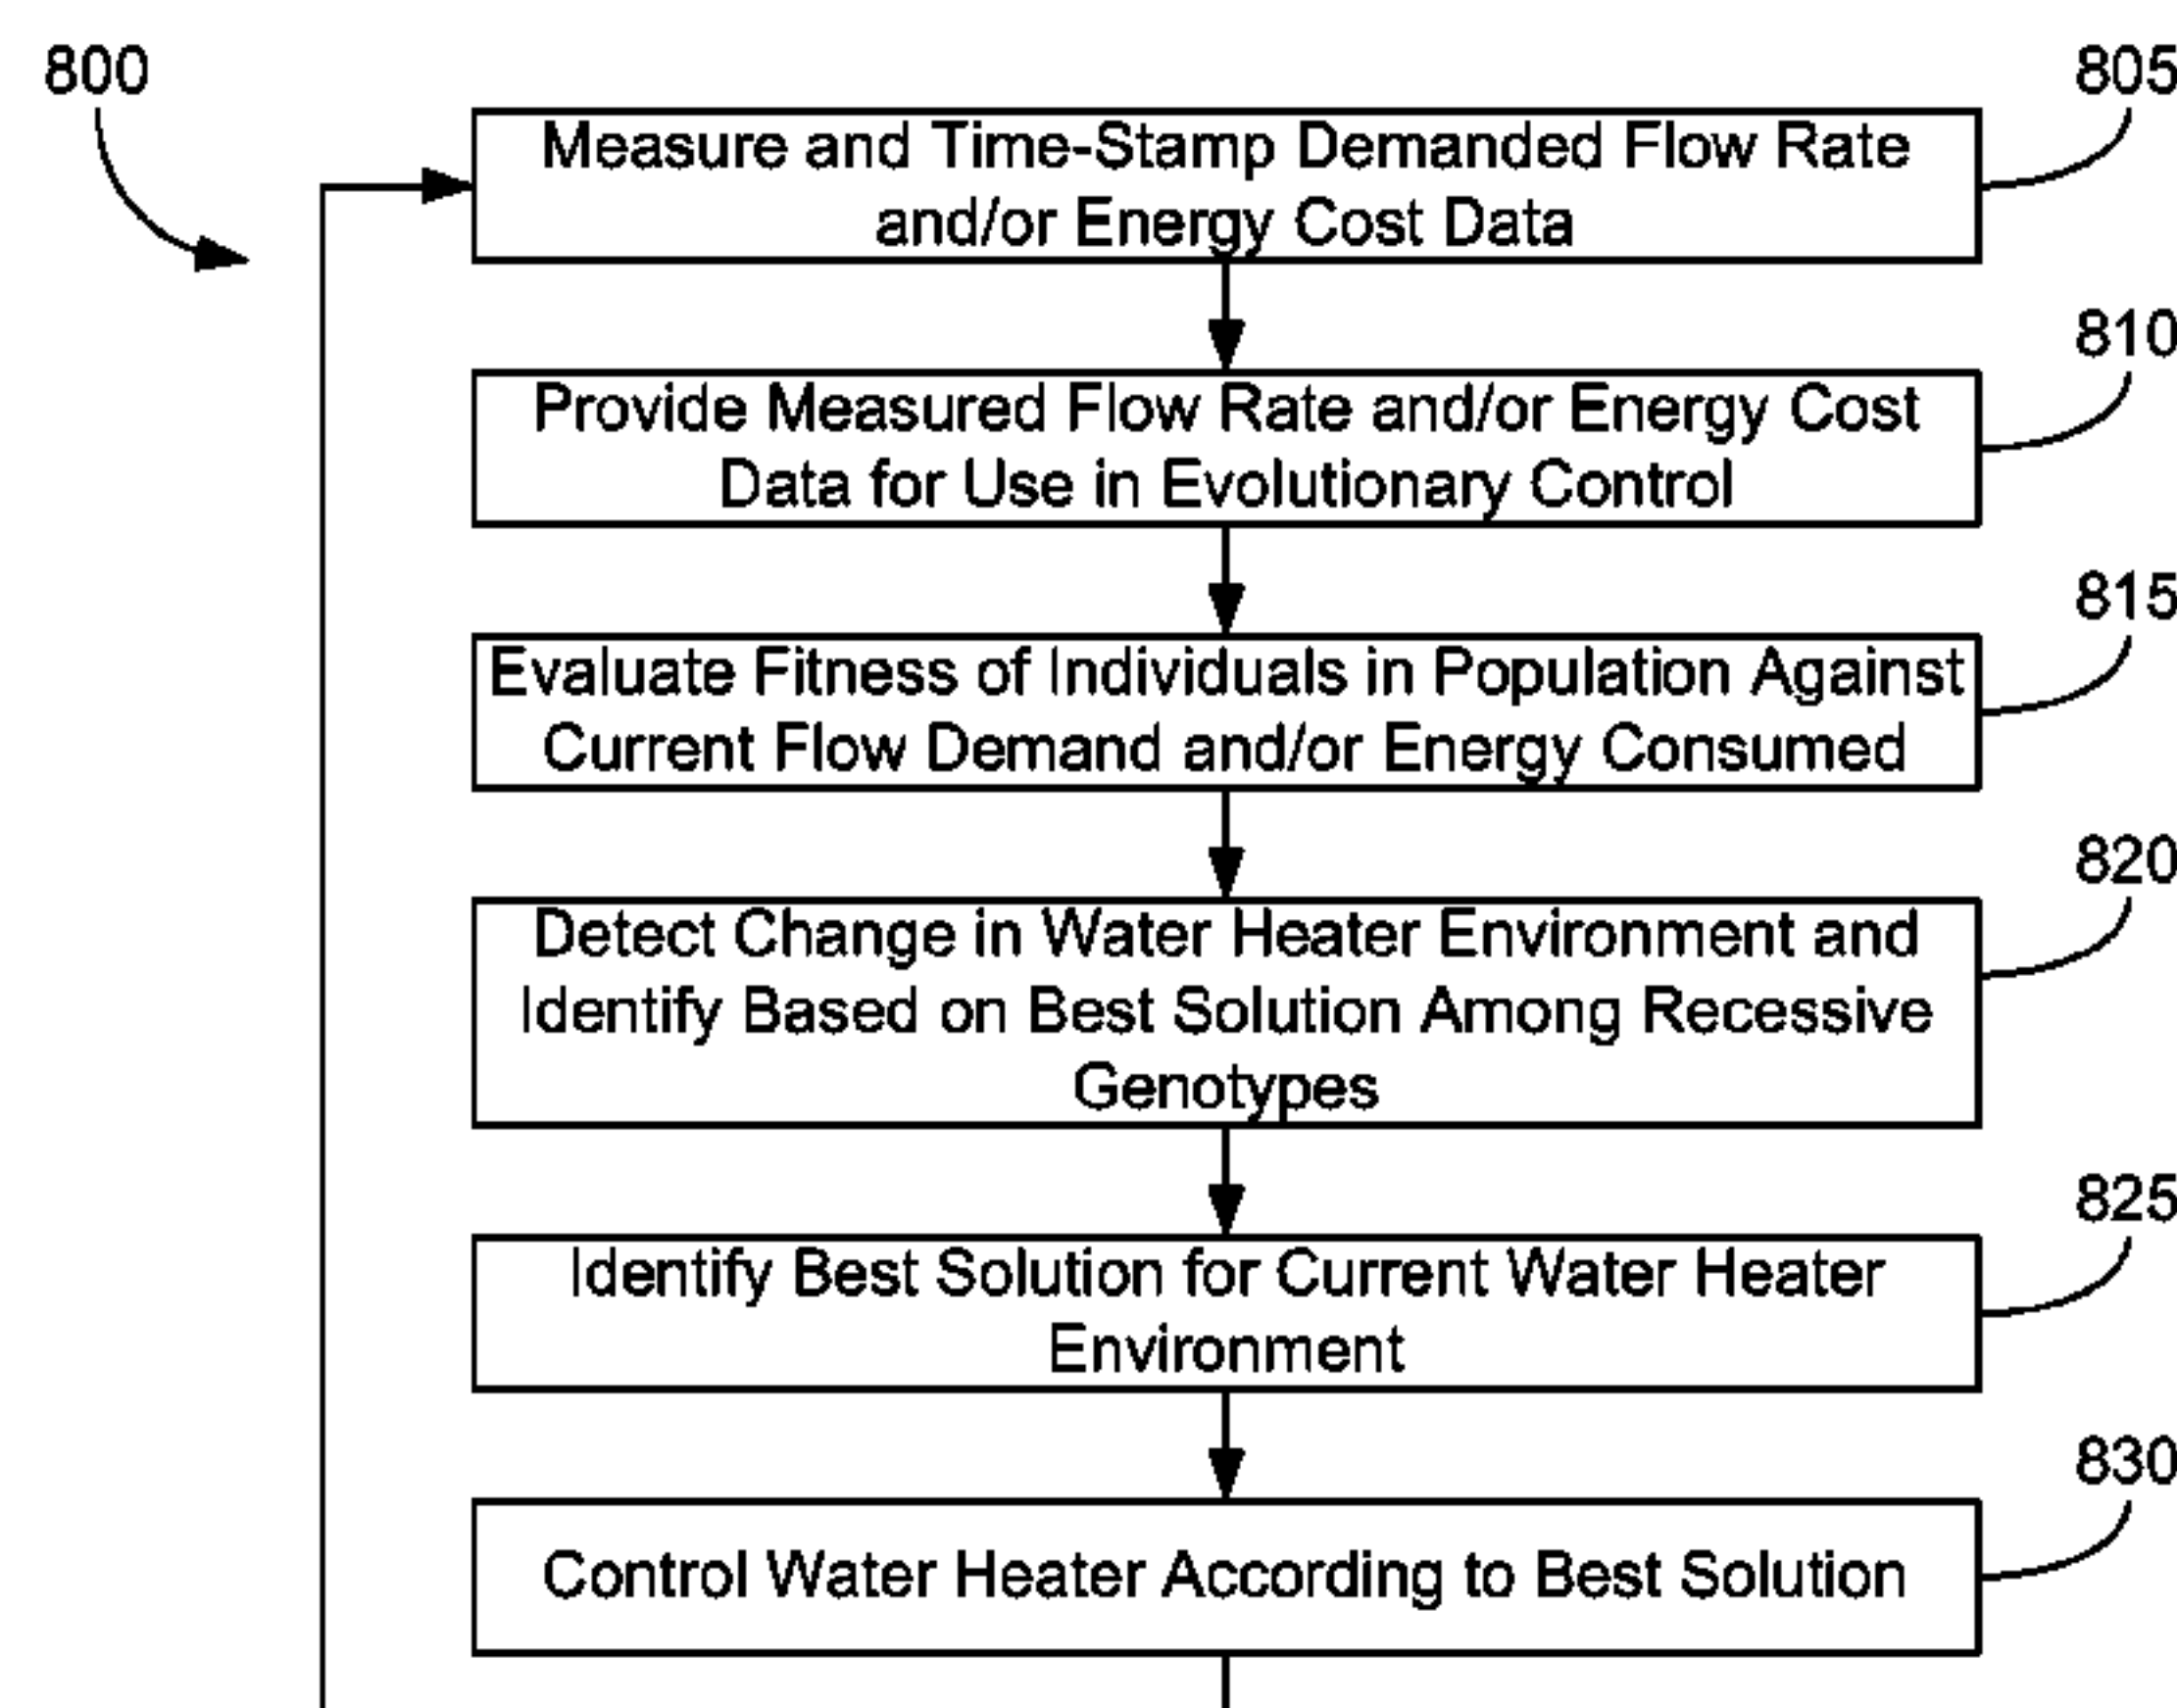 800
805
Measure and Time-Stamp Demanded Flow Rate
and/or Energy Cost Data
810
Provide Measured Flow Rate and/or Energy Cost
Data for Use in Evolutionary Control
815
Evaluate Fitness of Individuals in Population Against
Current Flow Demand and/or Energy Consumed
820
Detect Change in Water Heater Environment and
Identify Based on Best Solution Among Recessive
Genotypes
825
Identify Best Solution for Current Water Heater
Environment
830
Control Water Heater According to Best Solution